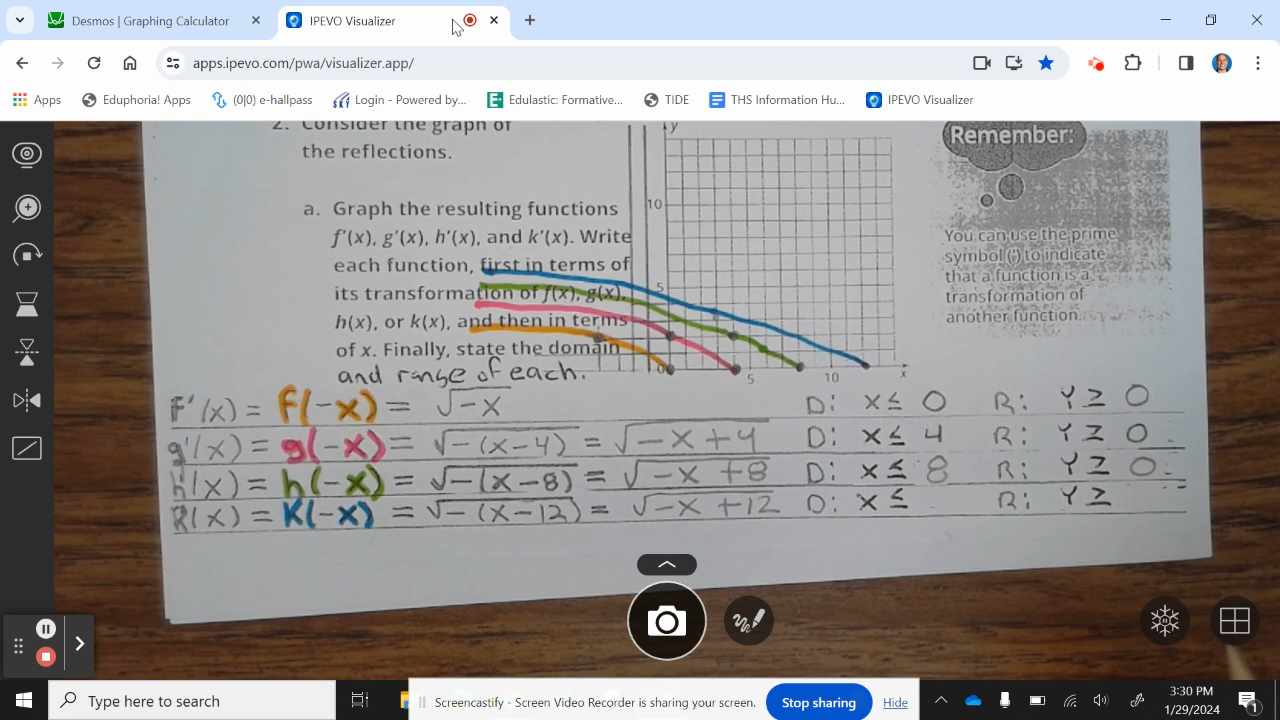 Desmos | Graphing Calculator
IPEVO Visualizer
apps.ipevo.com/pwa/visualizer.app/
Apps
Eduphoria! Apps
(0|0) e-hallpass
Login - Powered by...
Edulastic: Formative...
TIDE
THS Information Hu...
IPEVO Visualizer
2. Consider the graph of
the reflections.
a. Graph the resulting functions
f′(x), g′(x), h′(x), and k′(x). Write
each function, first in terms of
its transformation of f(x), g(x),
h(x), or k(x), and then in terms
of x. Finally, state the domain
and range of each.
y
10
5
0
5
10
x
Remember:
You can use the prime
symbol (′) to indicate
that a function is a
transformation of
another function.
F'(x) = f(-x) = √-x D: x ≤ 0 R: Y ≥ 0
g'(x) = g(-x) = √-(x-4) = √-x+4 D: x ≤ 4 R: Y ≥ 0
h'(x) = h(-x) = √-(x-8) = √-x+8 D: x ≤ 8 R: Y ≥ 0
K'(x) = K(-x) = √-(x-12) = √-x+12 D: x ≤ R: Y ≥
Type here to search
Screencastify - Screen Video Recorder is sharing your screen.
Stop sharing
Hide
3:30 PM
1/29/2024
1